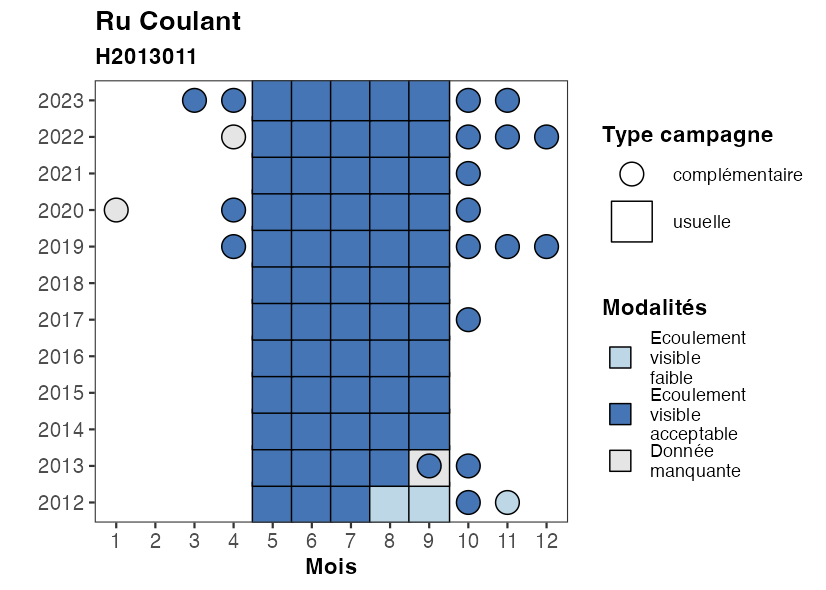 Ru Coulant
H2013011
2023
2022
2021
2020
2019
2018
2017
2016
2015
2014
2013
2012
1 2 3 4 5 6 7 8 9 10 11 12
Mois
Type campagne
complémentaire
usuelle
Modalités
Ecoulement
visible
faible
Ecoulement
visible
acceptable
Donnée
manquante